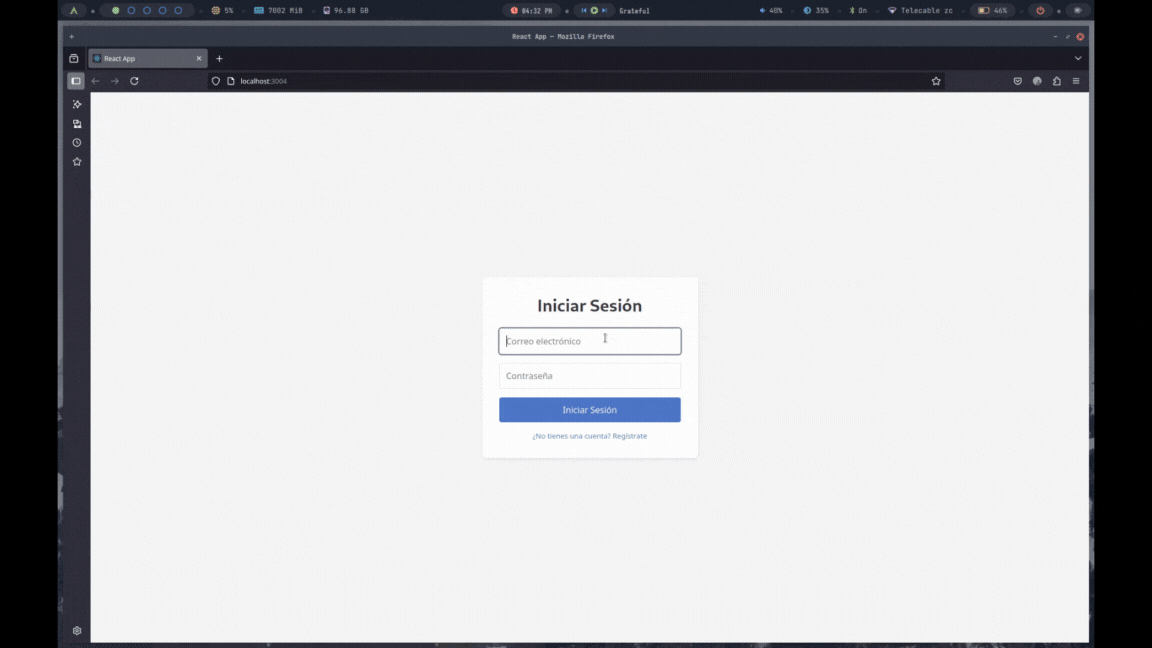 5% 7002 MiB 96.88 GB 04:32 PM Grateful 40% 35% On Telecable zc 46%
React App — Mozilla Firefox
React App
localhost:3004
Iniciar Sesión
Correo electrónico
Contraseña
Iniciar Sesión
¿No tienes una cuenta? Regístrate